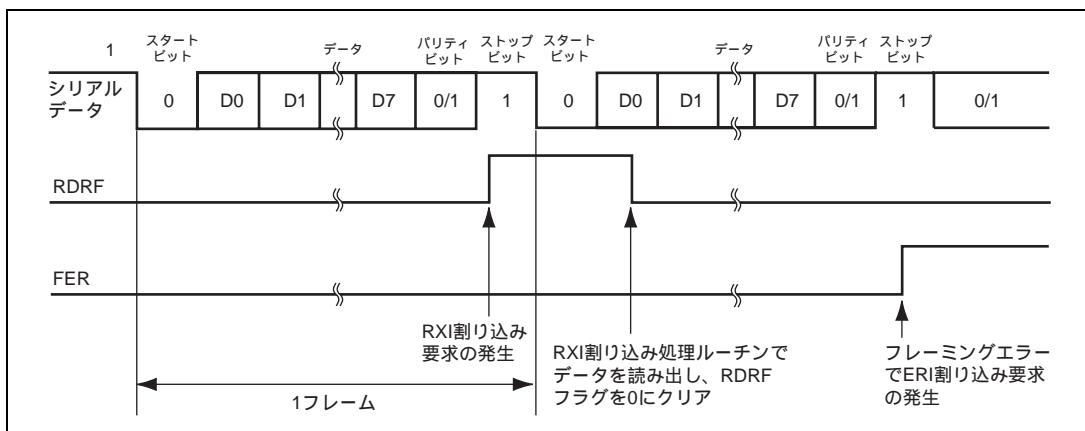 1
スタート
ビット
データ
パリティ
ビット
ストップ
ビット
スタート
ビット
データ
パリティ
ビット
ストップ
ビット
シリアル
データ
0 D0 D1 D7 0/1 1 0 D0 D1 D7 0/1 1 0/1
RDRF
FER
RXI割り込み
要求の発生
RXI割り込み処理ルーチンで
データを読み出し、RDRF
フラグを0にクリア
フレーミングエラー
でERI割り込み要求
の発生
1フレーム